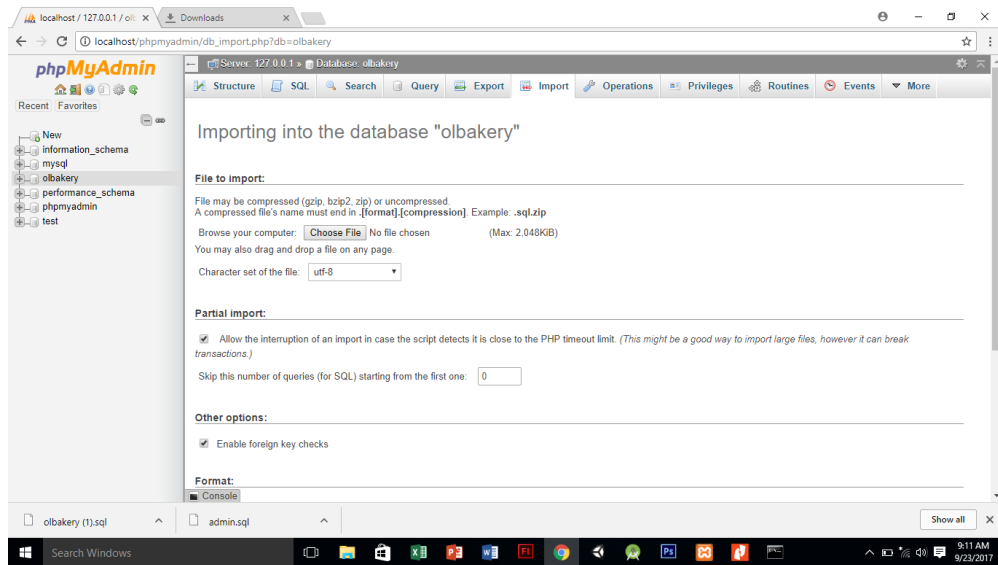 localhost / 127.0.0.1 / olb
Downloads
localhost/phpmyadmin/db_import.php?db=olbakery
phpMyAdmin
Recent Favorites
New
information_schema
mysql
olbakery
performance_schema
phpmyadmin
test
Server: 127.0.0.1 » Database: olbakery
Structure SQL Search Query Export Import Operations Privileges Routines Events More
Importing into the database "olbakery"
File to import:
File may be compressed (gzip, bzip2, zip) or uncompressed.
A compressed file's name must end in .[format].[compression]. Example: .sql.zip
Browse your computer: Choose File No file chosen (Max: 2,048KiB)
You may also drag and drop a file on any page.
Character set of the file: utf-8
Partial import:
Allow the interruption of an import in case the script detects it is close to the PHP timeout limit. (This might be a good way to import large files, however it can break
transactions.)
Skip this number of queries (for SQL) starting from the first one: 0
Other options:
Enable foreign key checks
Format:
Console
olbakery (1).sql
admin.sql
Show all
Search Windows
9:11 AM
9/23/2017